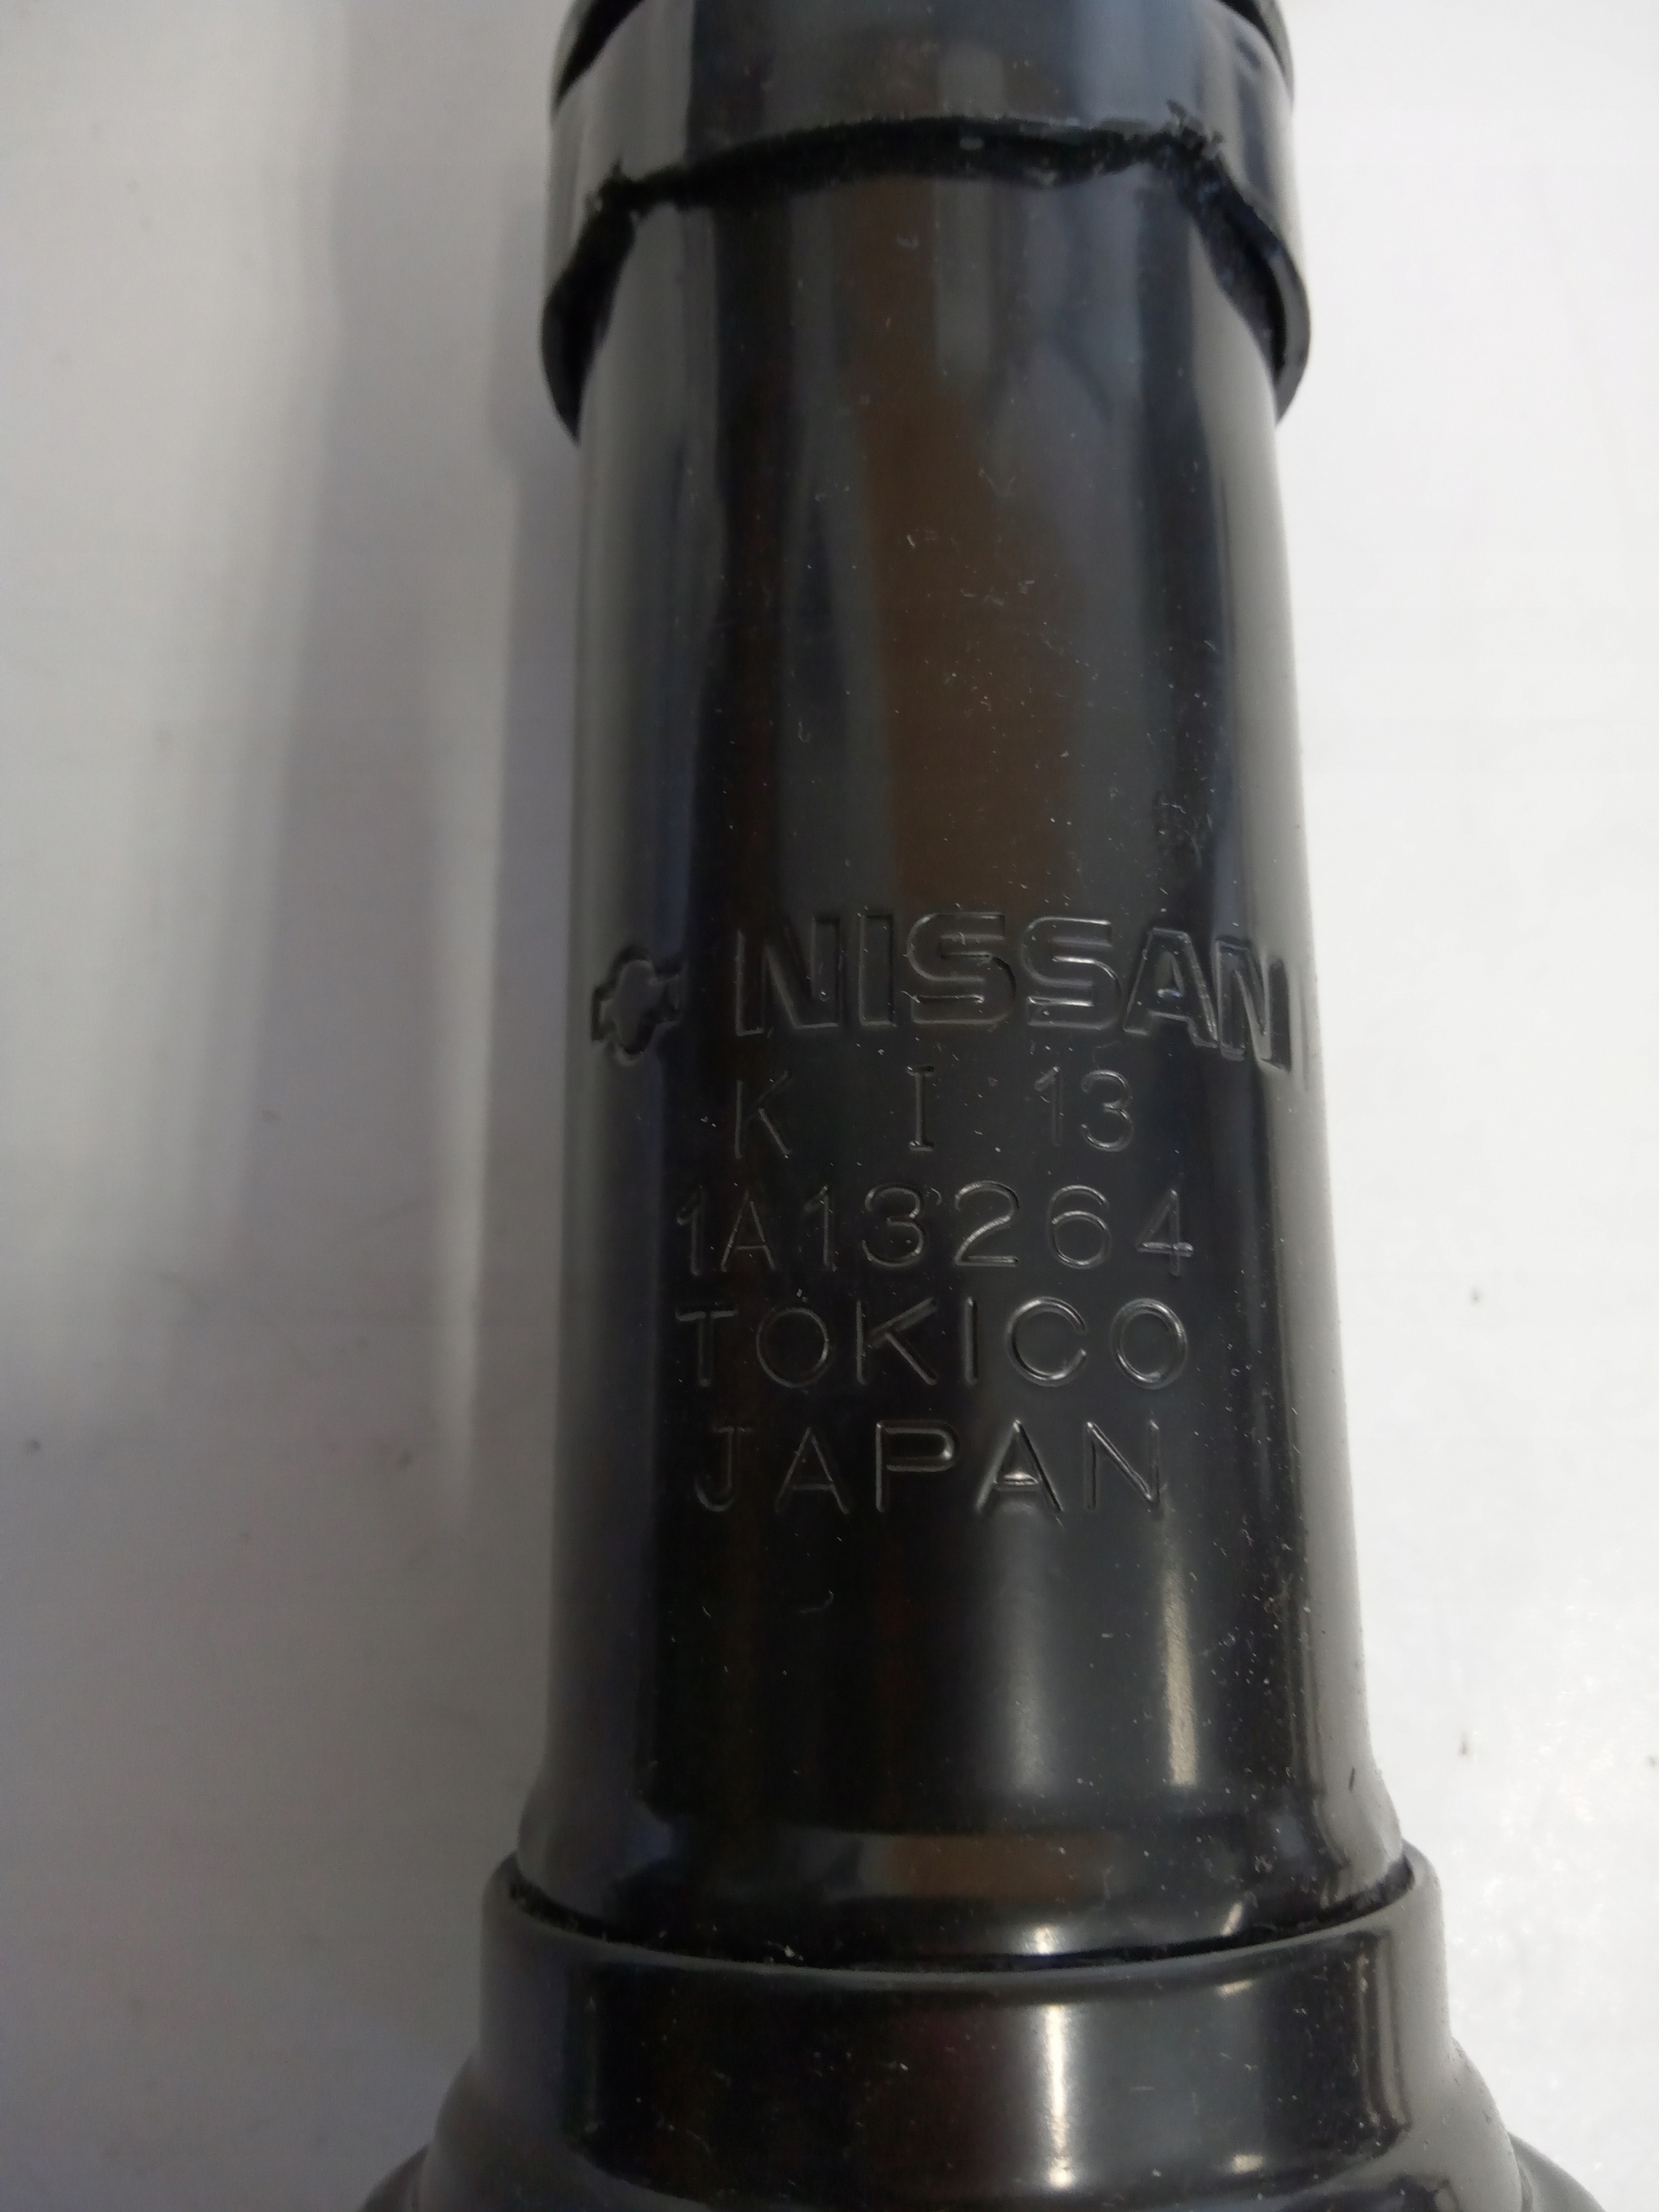 NISSAN
K I 13
1A13264
TOKICO
JAPAN